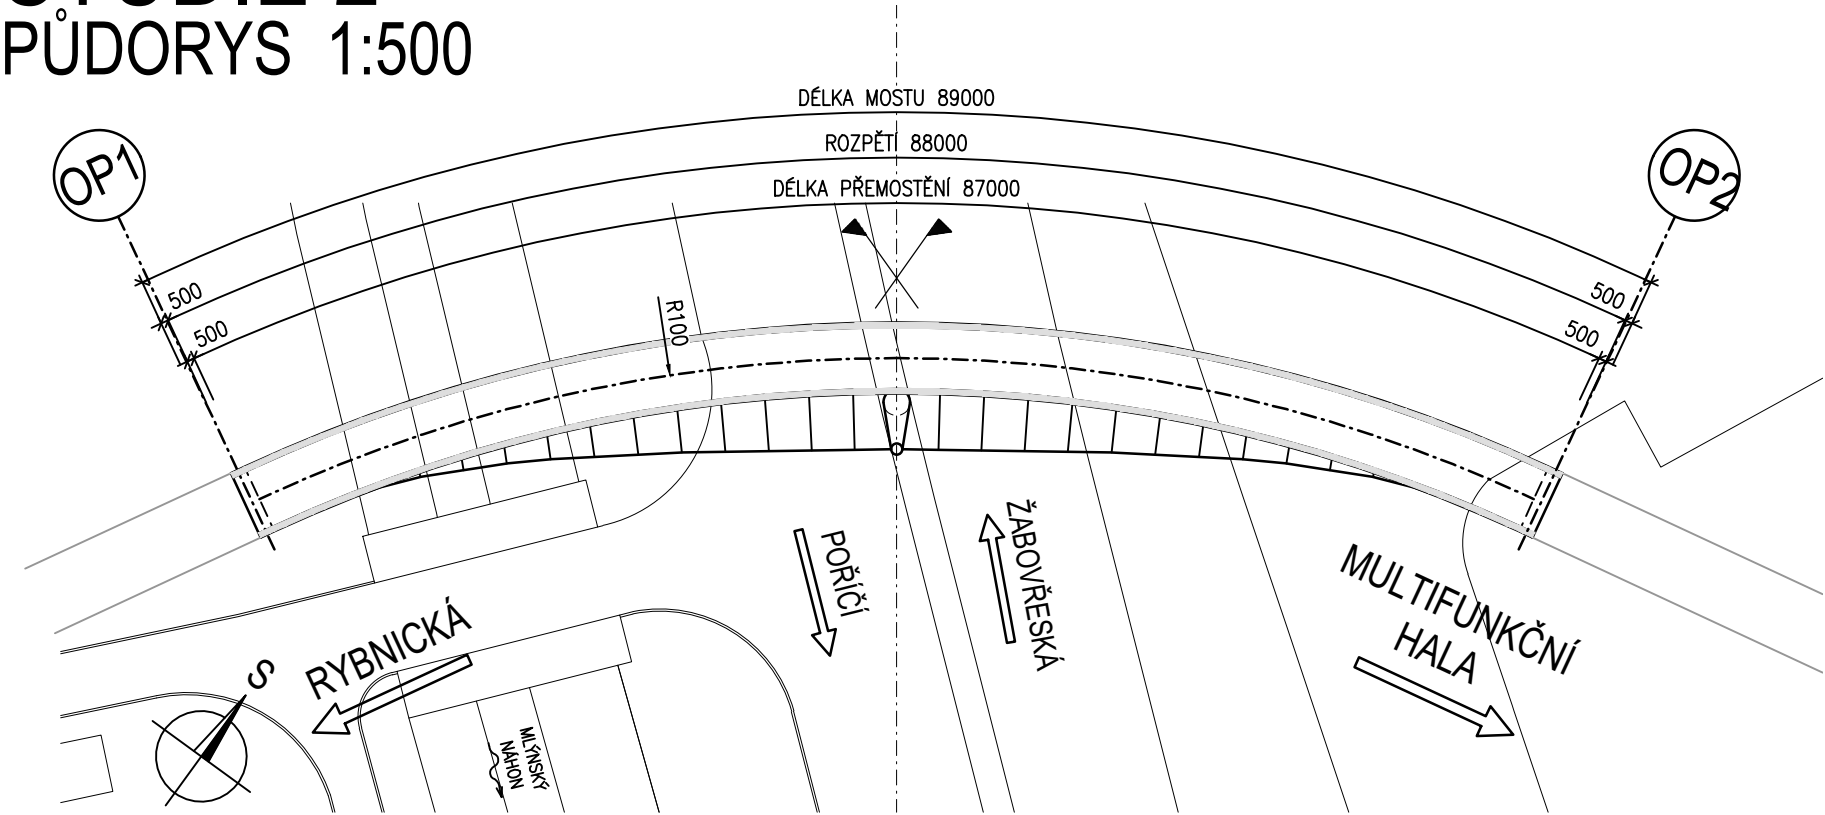 PŮDORYS 1:500
DÉLKA MOSTU 89000
ROZPĚTÍ 88000
DÉLKA PŘEMOSTĚNÍ 87000
OP1
OP2
500
500
500
500
R100
POŘÍČÍ
ŽABOVŘESKÁ
MULTIFUNKČNÍ
HALA
RYBNICKÁ
S
MLÝNSKÝ
NÁHON